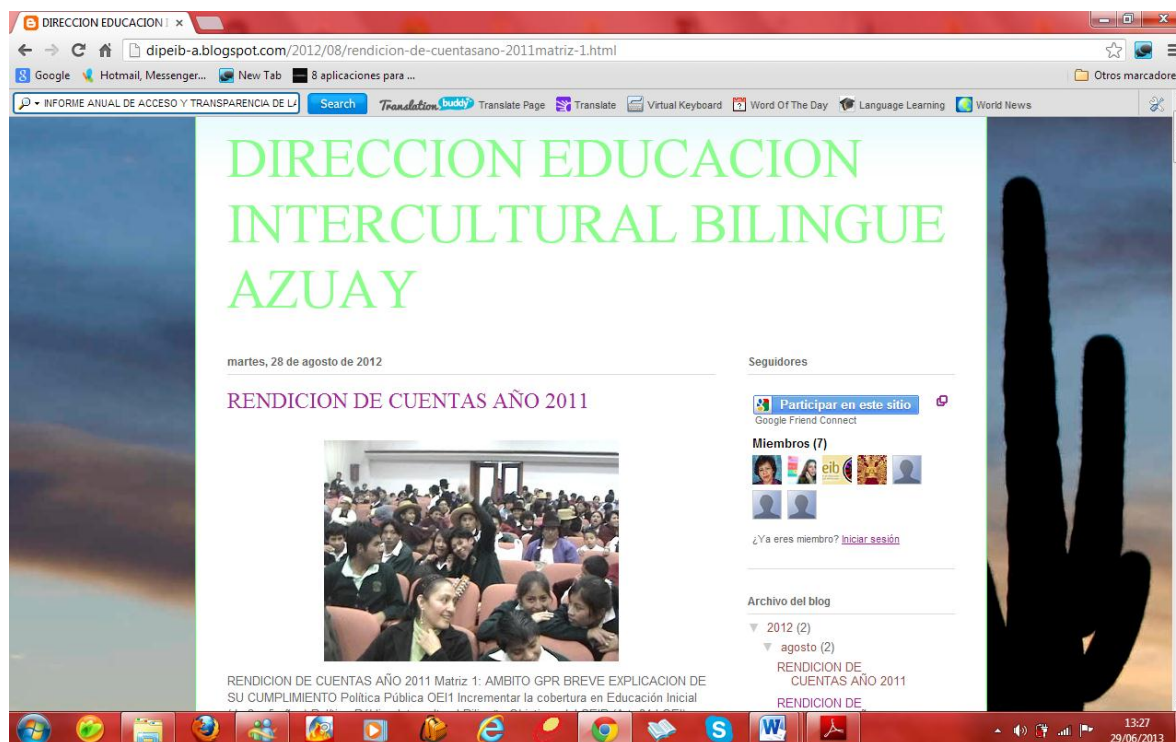 DIRECCION EDUCACION I
dipeib-a.blogspot.com/2012/08/rendicion-de-cuentasano-2011matriz-1.html
Google Hotmail, Messenger... New Tab 8 aplicaciones para ... Otros marcadore
INFORME ANUAL DE ACCESO Y TRANSPARENCIA DE L Search Translation buddy Translate Page Translate Virtual Keyboard Word Of The Day Language Learning World News
DIRECCION EDUCACION
INTERCULTURAL BILINGUE
AZUAY
martes, 28 de agosto de 2012
RENDICION DE CUENTAS AÑO 2011
RENDICION DE CUENTAS AÑO 2011 Matriz 1: AMBITO GPR BREVE EXPLICACION DE
SU CUMPLIMIENTO Política Pública OEI1 Incrementar la cobertura en Educación Inicial
Seguidores
Participar en este sitio
Google Friend Connect
Miembros (7)
eib
¿Ya eres miembro? Iniciar sesión
Archivo del blog
2012 (2)
agosto (2)
RENDICION DE
CUENTAS AÑO 2011
RENDICION DE
13:27
29/06/2013